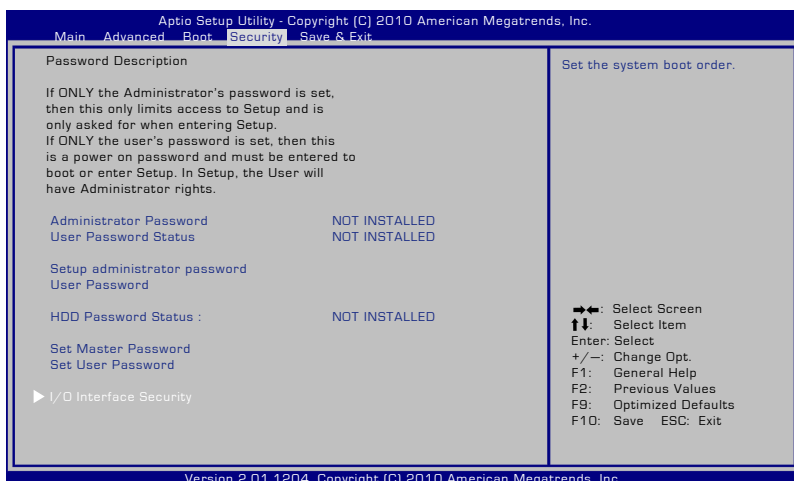 Aptio Setup Utility - Copyright (C) 2010 American Megatrends, Inc.
Main Advanced Boot Security Save & Exit
Password Description
If ONLY the Administrator's password is set,
then this only limits access to Setup and is
only asked for when entering Setup.
If ONLY the user's password is set, then this
is a power on password and must be entered to
boot or enter Setup. In Setup, the User will
have Administrator rights.
Administrator Password NOT INSTALLED
User Password Status NOT INSTALLED
Setup administrator password
User Password
HDD Password Status : NOT INSTALLED
Set Master Password
Set User Password
I/O Interface Security
Set the system boot order.
→←: Select Screen
↑↓: Select Item
Enter: Select
+/—: Change Opt.
F1: General Help
F2: Previous Values
F9: Optimized Defaults
F10: Save ESC: Exit
Version 2.01.1204. Copyright (C) 2010 American Megatrends, Inc.